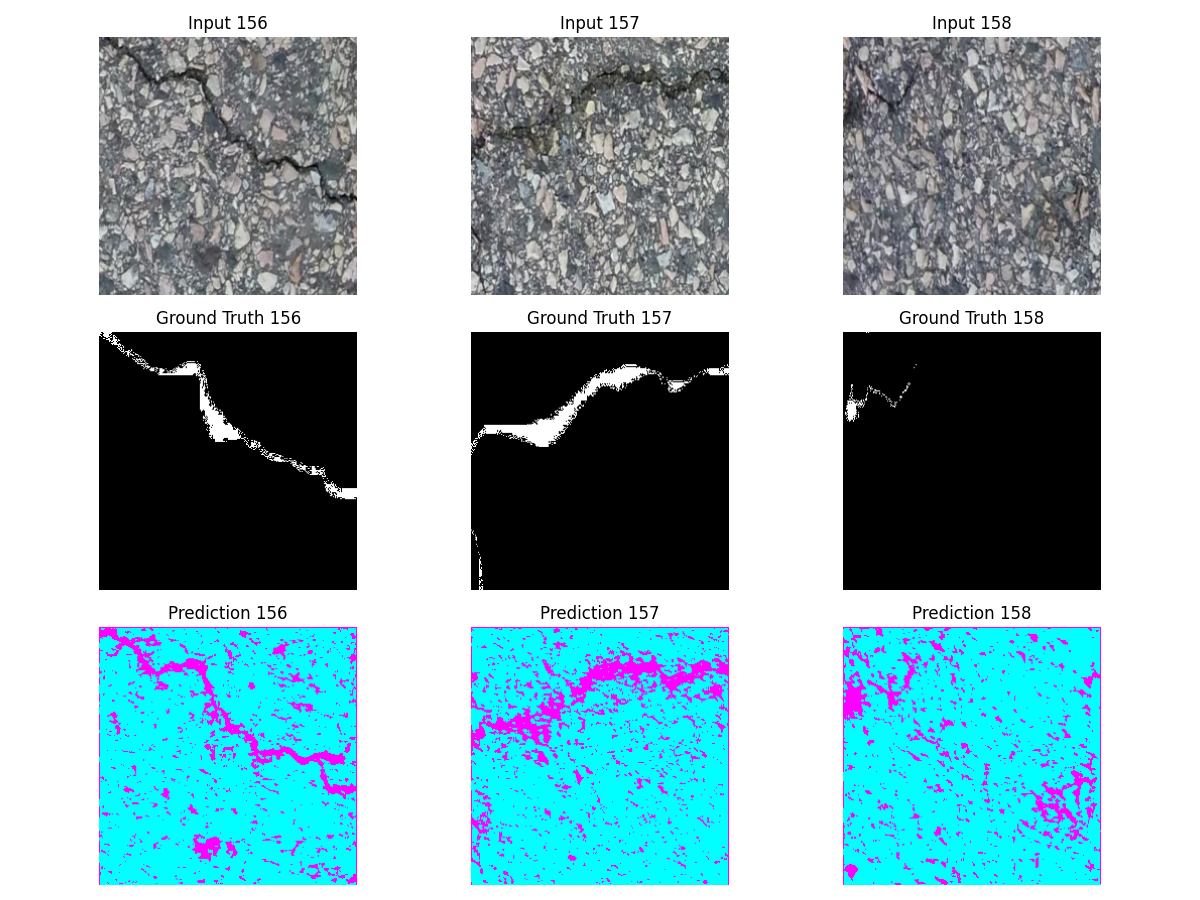 Input 156
Input 157
Input 158
Ground Truth 156
Ground Truth 157
Ground Truth 158
Prediction 156
Prediction 157
Prediction 158